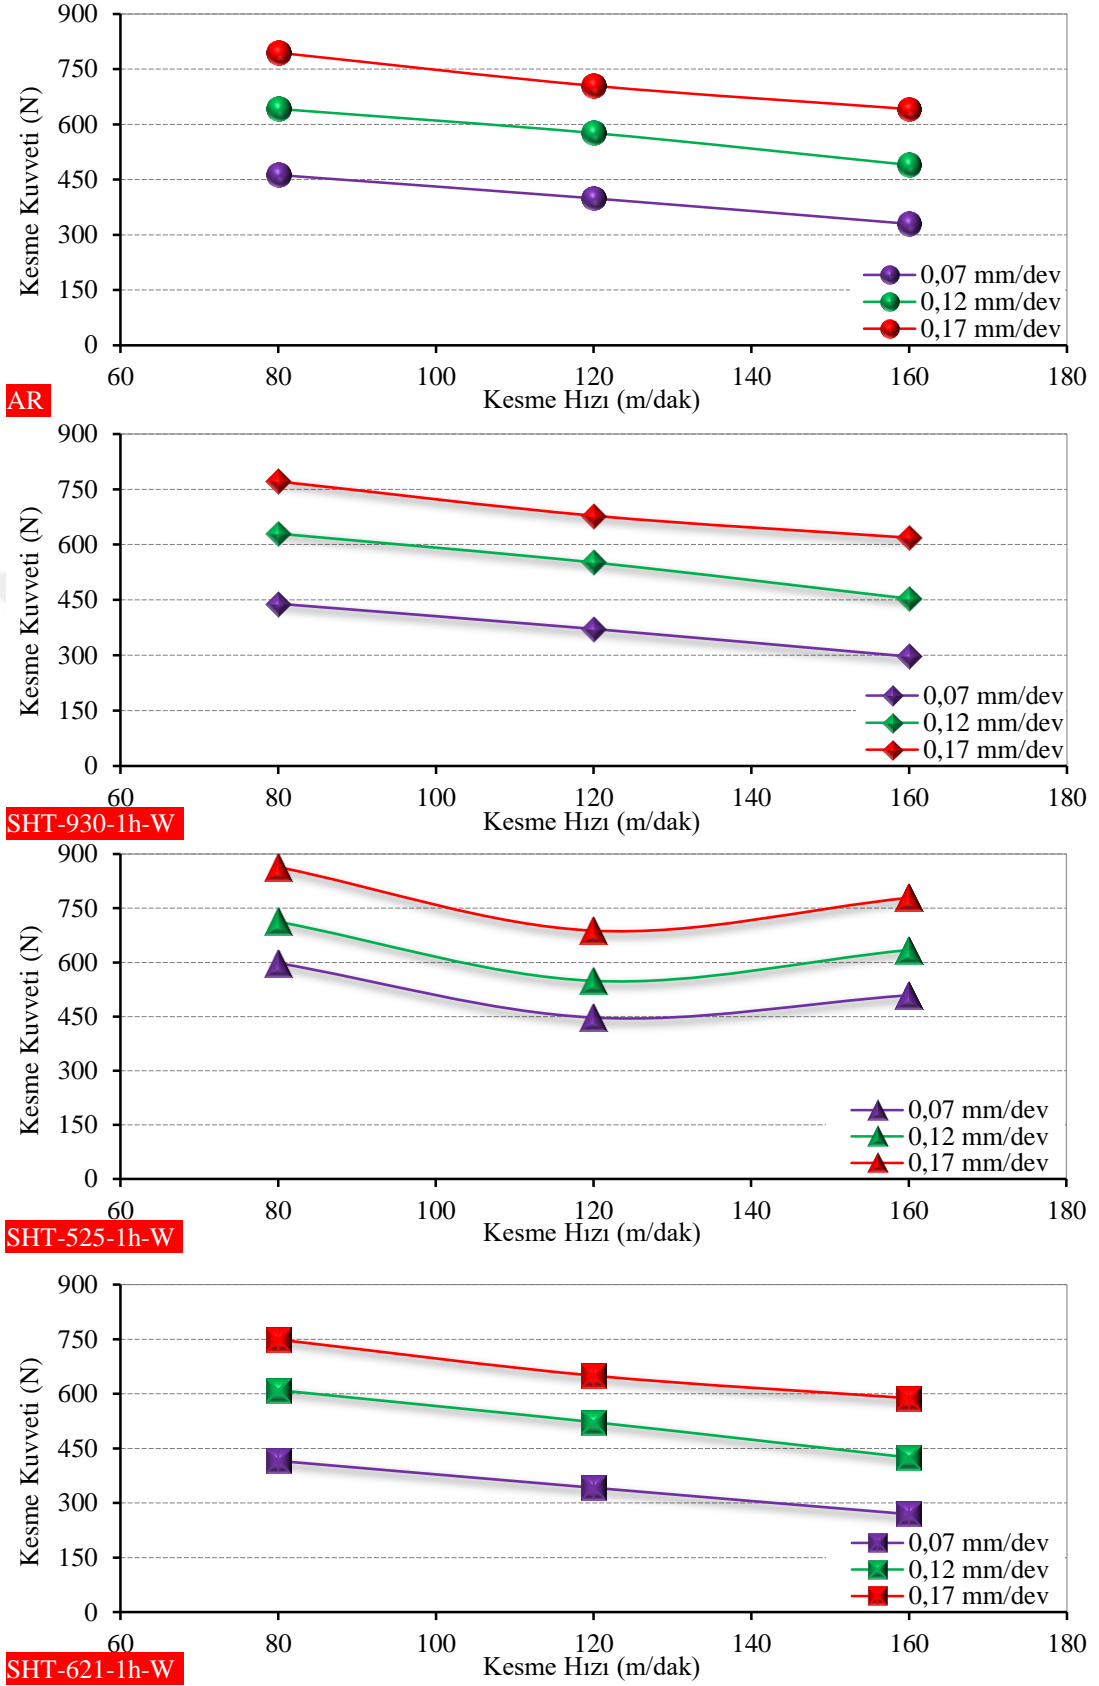 900
750
600
450
300
150
0
Kesme Kuvveti (N)
0,07 mm/dev
0,12 mm/dev
0,17 mm/dev
60 80 100 120 140 160 180
Kesme Hızı (m/dak)
AR
900
750
600
450
300
150
0
Kesme Kuvveti (N)
0,07 mm/dev
0,12 mm/dev
0,17 mm/dev
60 80 100 120 140 160 180
Kesme Hızı (m/dak)
SHT-930-1h-W
900
750
600
450
300
150
0
Kesme Kuvveti (N)
0,07 mm/dev
0,12 mm/dev
0,17 mm/dev
60 80 100 120 140 160 180
Kesme Hızı (m/dak)
SHT-525-1h-W
900
750
600
450
300
150
0
Kesme Kuvveti (N)
0,07 mm/dev
0,12 mm/dev
0,17 mm/dev
60 80 100 120 140 160 180
Kesme Hızı (m/dak)
SHT-621-1h-W